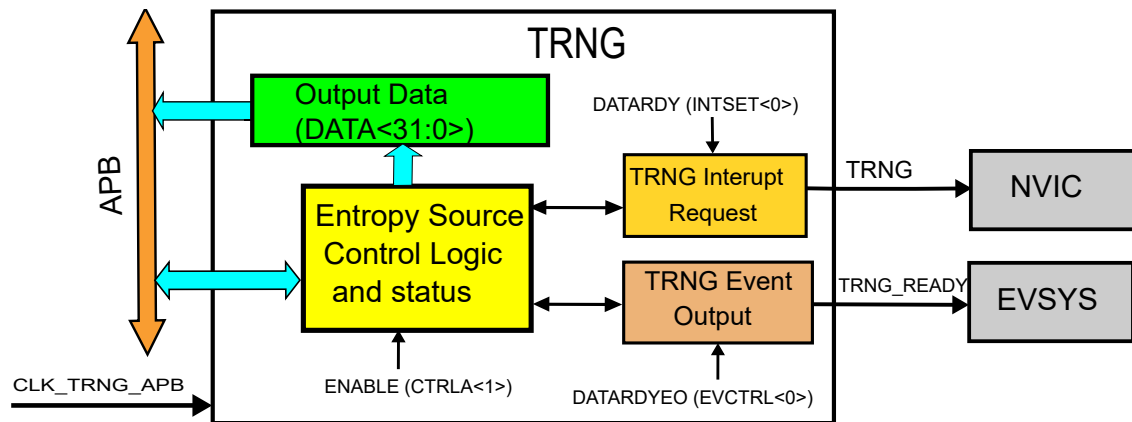 TRNG
Output Data
(DATA<31:0>)
DATARDY (INTSET<0>)
APB
TRNG Interupt
Request
TRNG
NVIC
Entropy Source
Control Logic
and status
TRNG Event
Output
TRNG_READY
EVSYS
CLK_TRNG_APB
ENABLE (CTRLA<1>)
DATARDYEO (EVCTRL<0>)